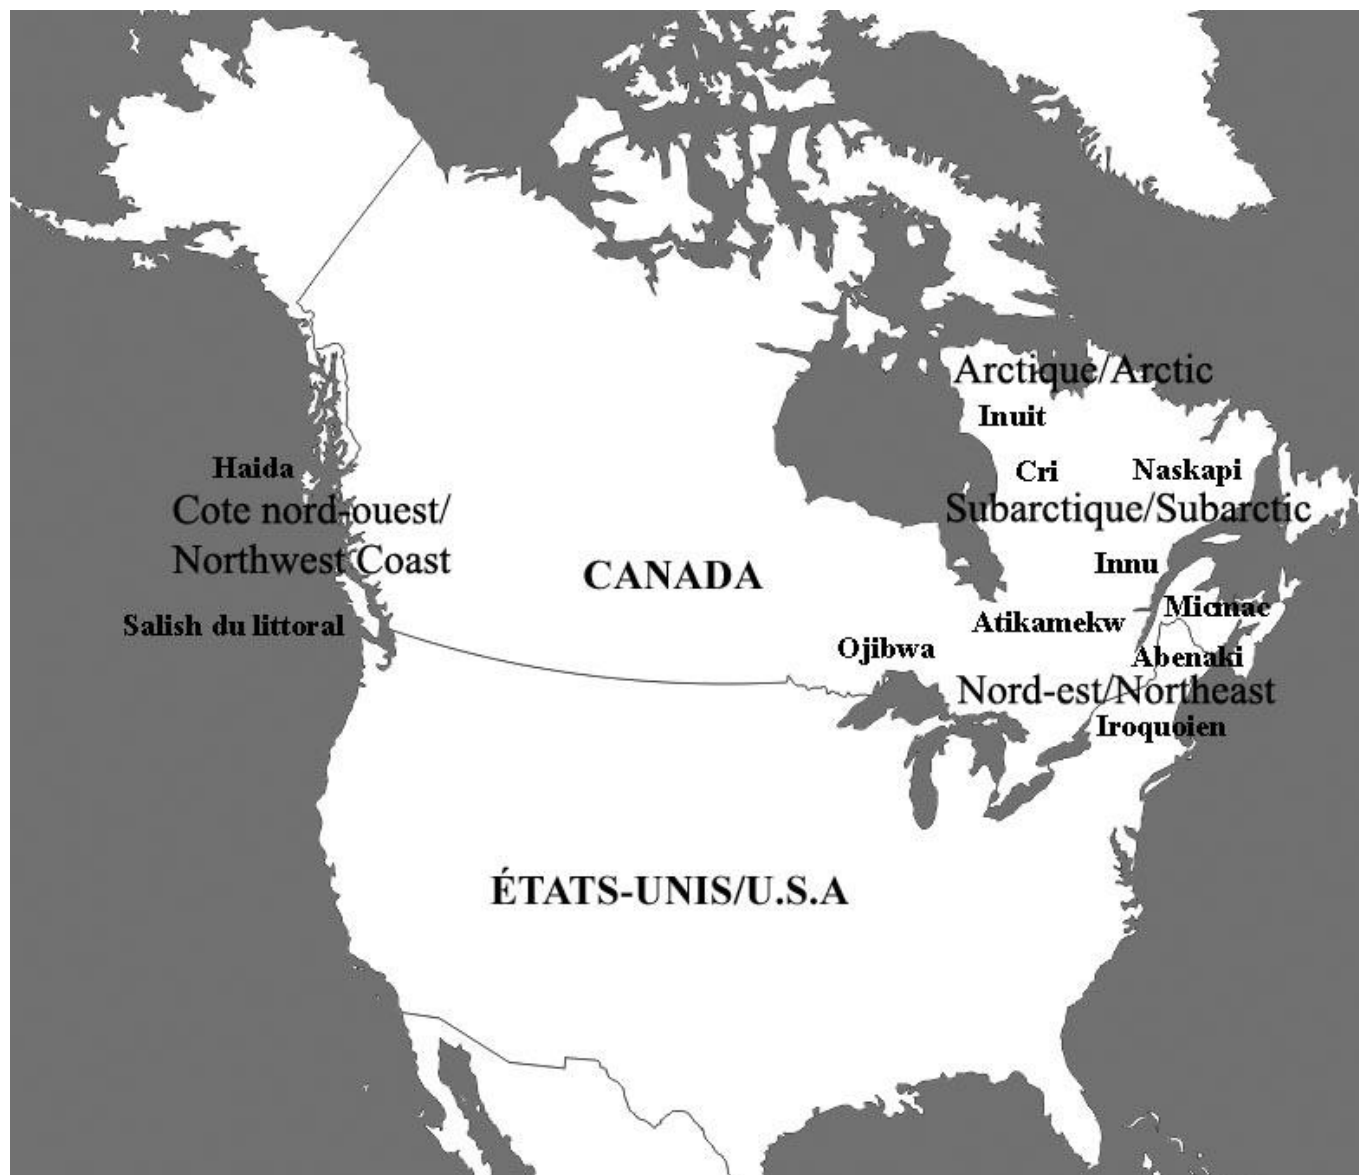 Arctique/Arctic
Inuit
Haida
Cri
Naskapi
Cote nord-ouest/
Northwest Coast
Subarctique/Subarctic
CANADA
Innu
Salish du littoral
Atikamekw
Micmac
Ojibwa
Abenaki
Nord-est/Northeast
Iroquoien
ÉTATS-UNIS/U.S.A